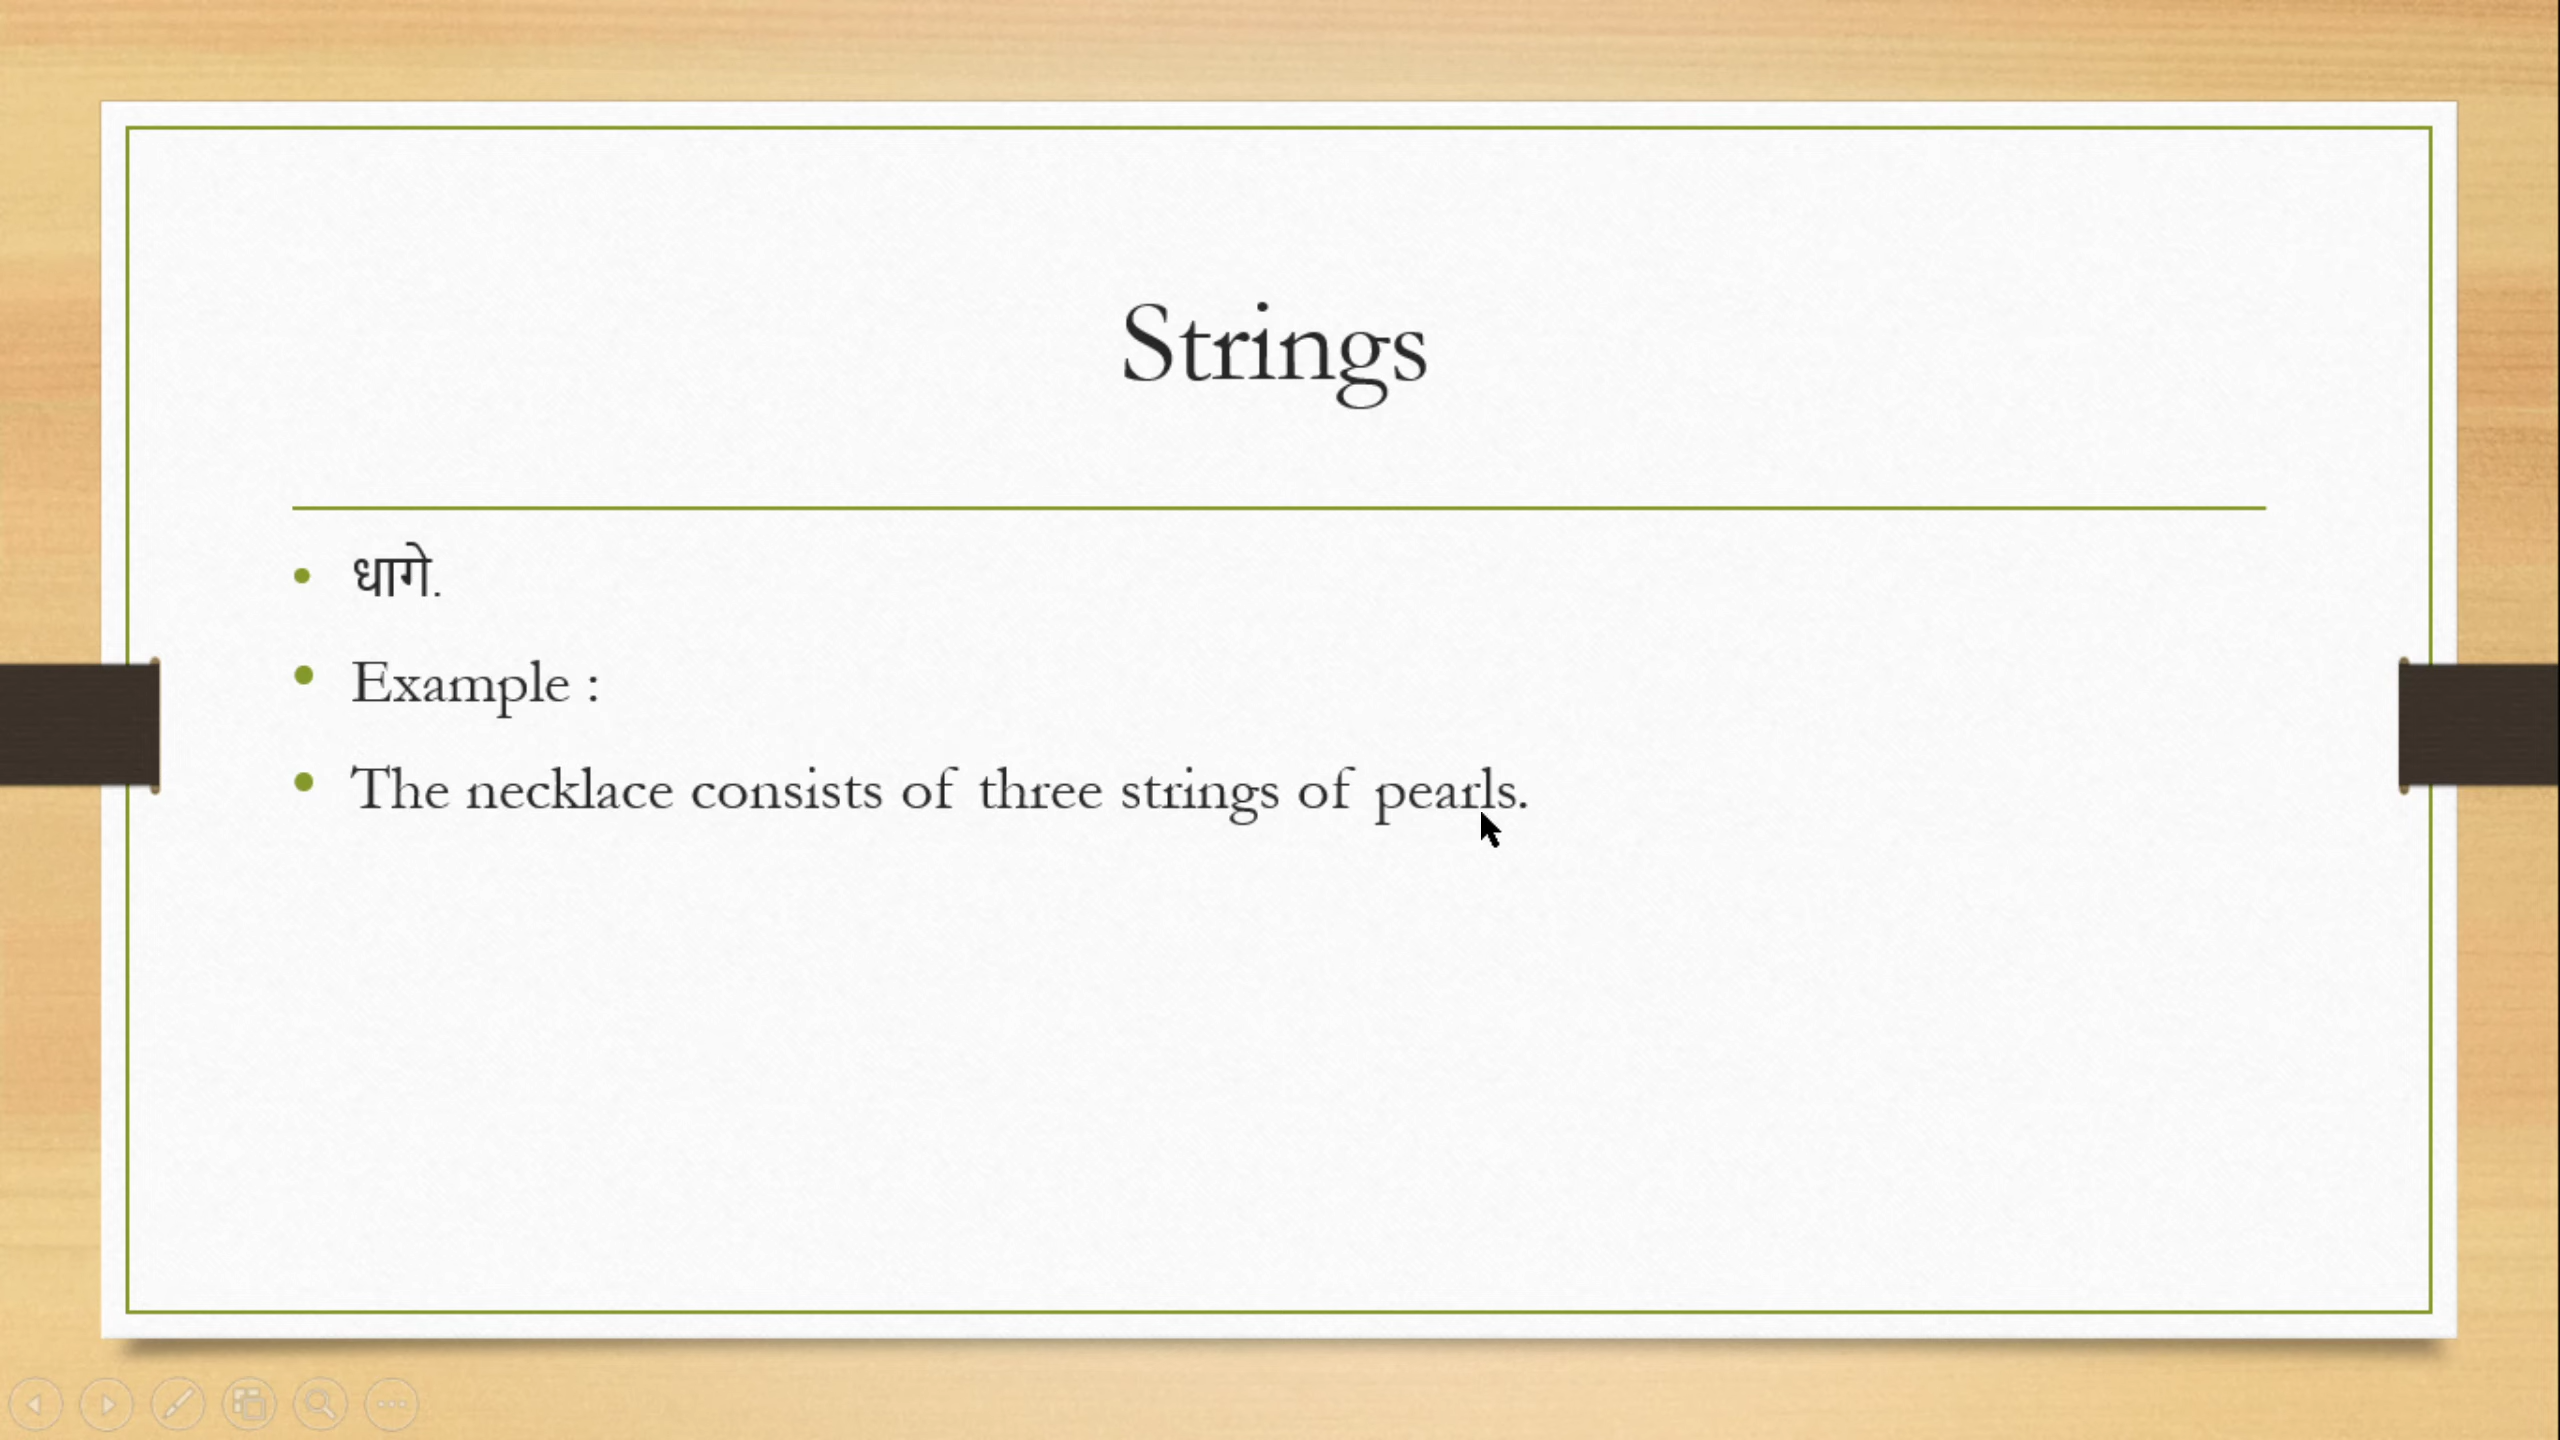 Strings
धागे.
Example :
The necklace consists of three strings of pearls.